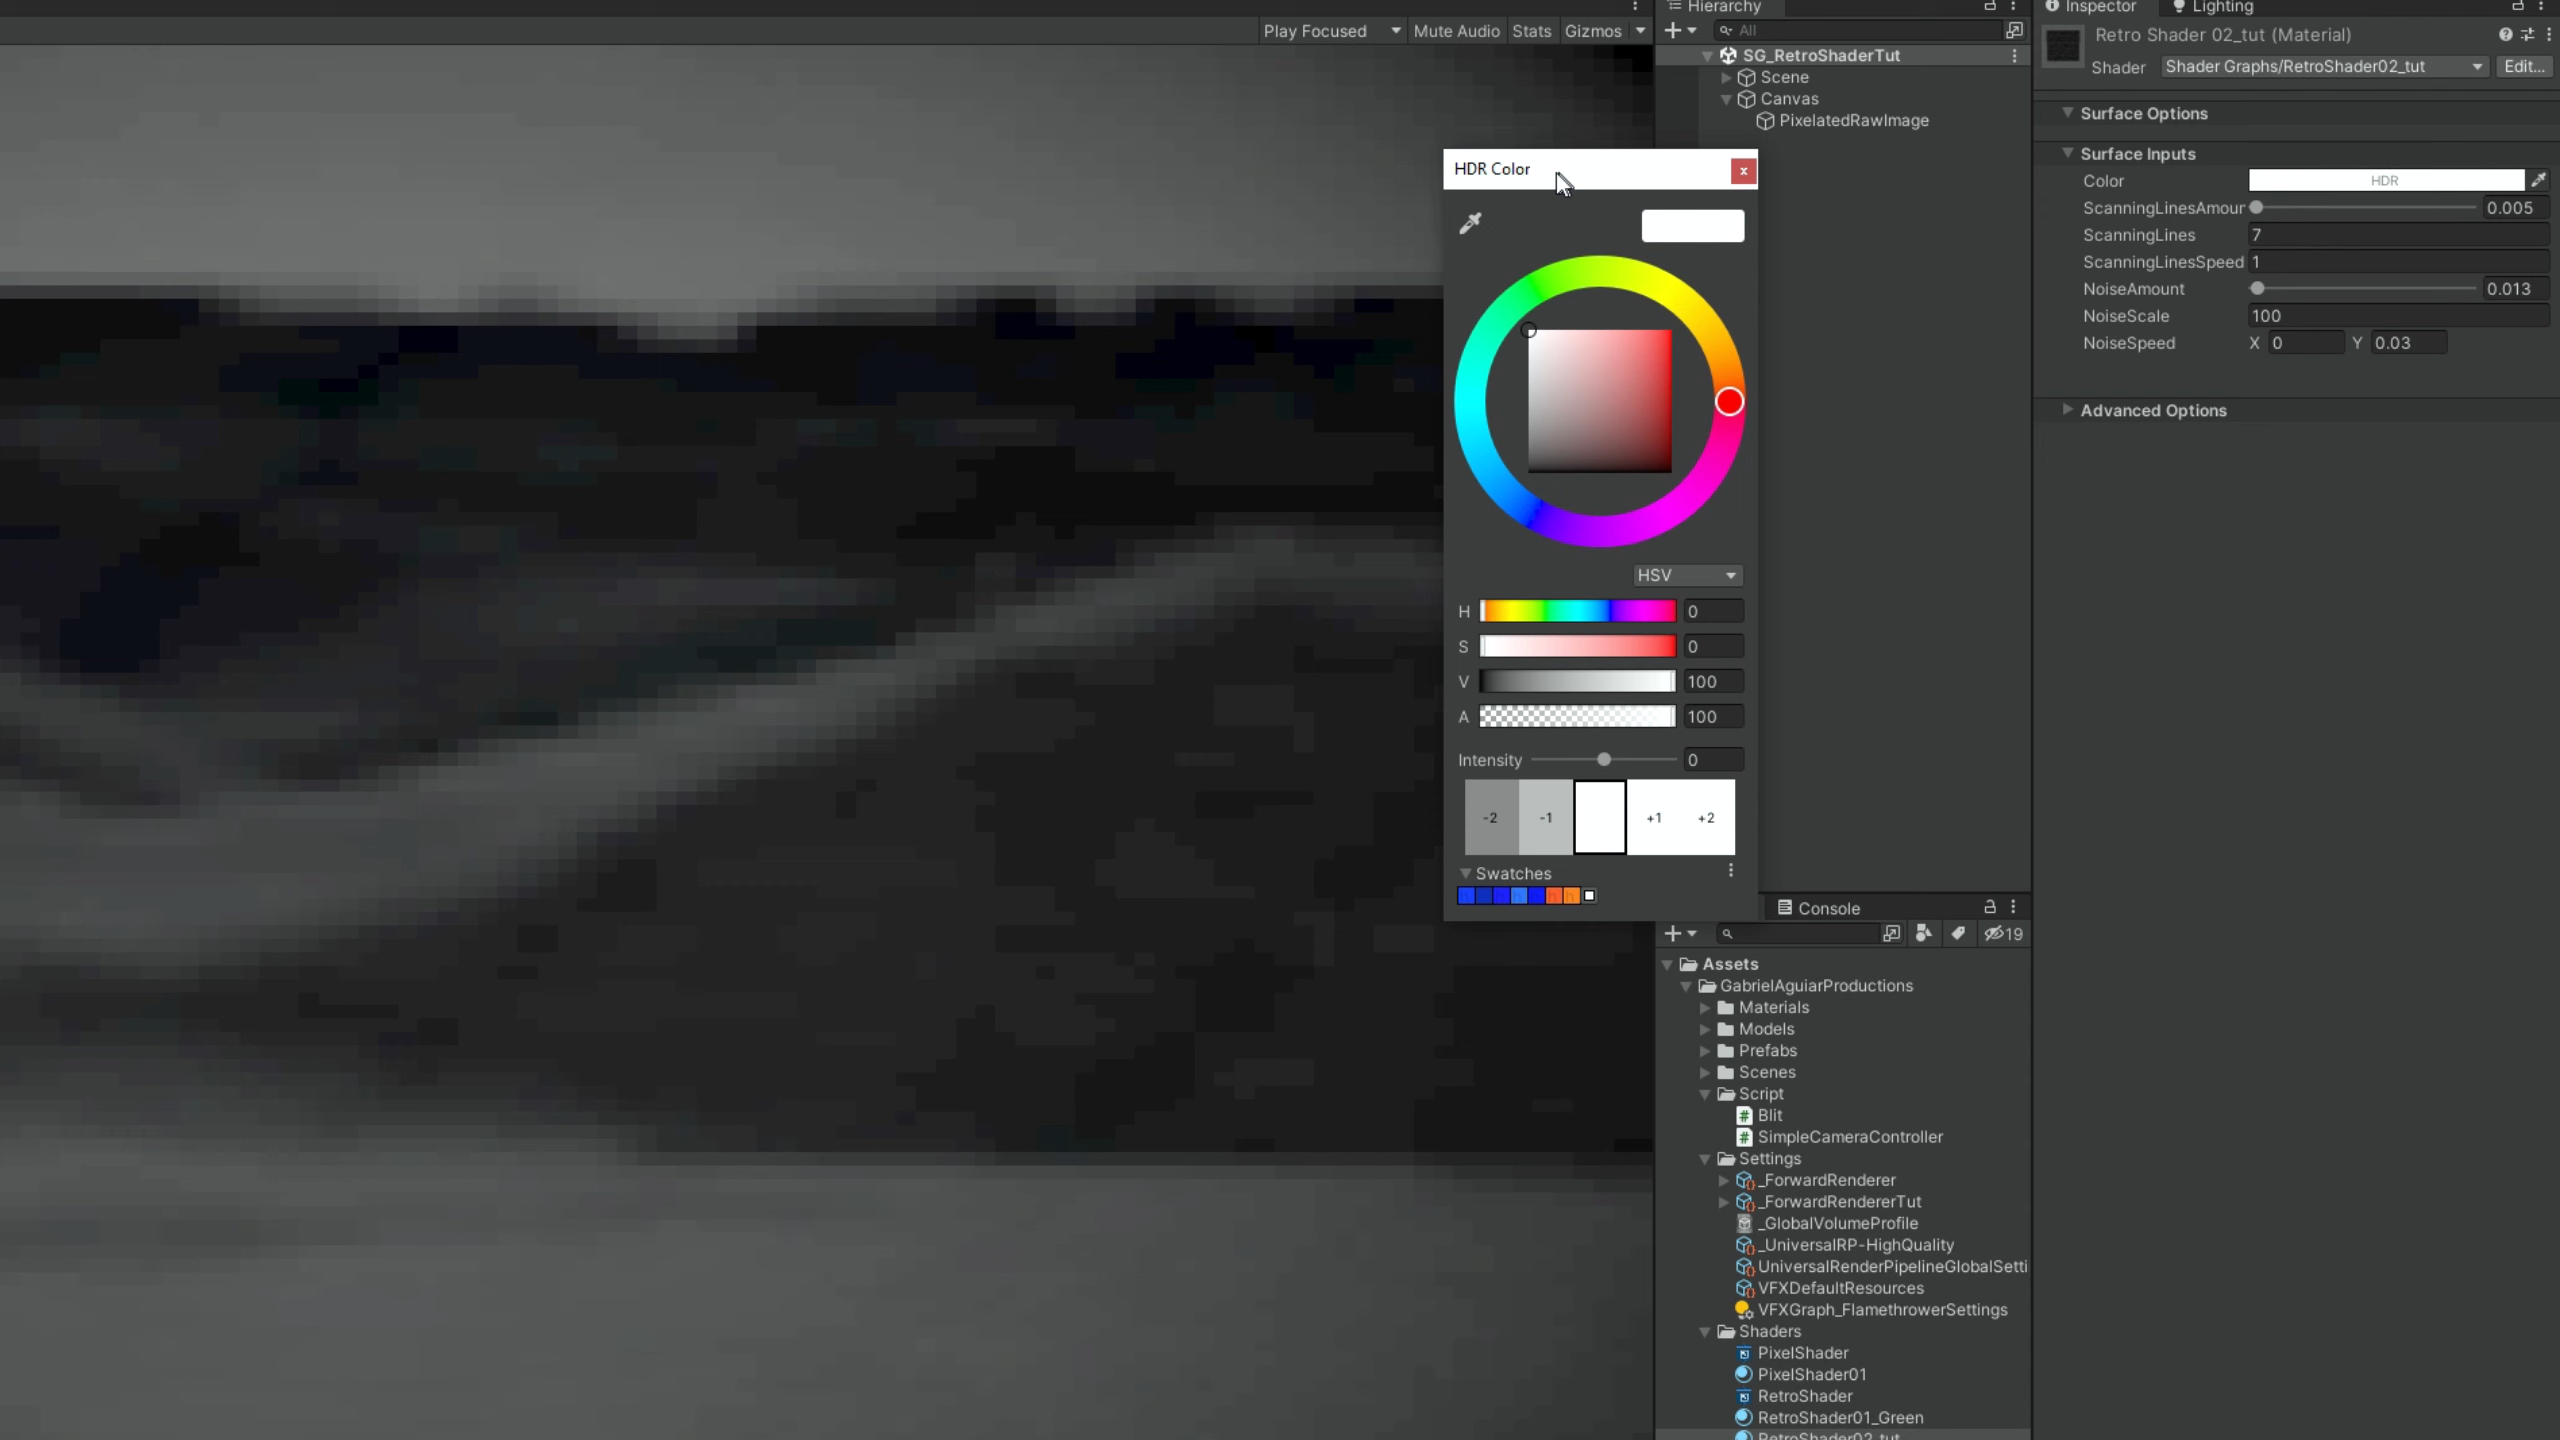 Play Focused
Mute Audio
Stats
Gizmos
Hierarchy
All
SG_RetroShaderTut
Scene
Canvas
PixelatedRawImage
Inspector
Lighting
Retro Shader 02_tut (Material)
Shader
Shader Graphs/RetroShader02_tut
Edit...
Surface Options
Surface Inputs
Color
HDR
ScanningLinesAmour
0.005
ScanningLines
7
ScanningLinesSpeed
1
NoiseAmount
0.013
NoiseScale
100
NoiseSpeed
X
0
Y
0.03
Advanced Options
HDR Color
x
HSV
H
0
S
0
V
100
A
100
Intensity
0
-2
-1
+1
+2
Swatches
Console
19
Assets
GabrielAguiarProductions
Materials
Models
Prefabs
Scenes
Script
Blit
SimpleCameraController
Settings
_ForwardRenderer
_ForwardRendererTut
_GlobalVolumeProfile
_UniversalRP-HighQuality
UniversalRenderPipelineGlobalSetti
VFXDefaultResources
VFXGraph_FlamethrowerSettings
Shaders
PixelShader
PixelShader01
RetroShader
RetroShader01_Green
RetroShader02_tut